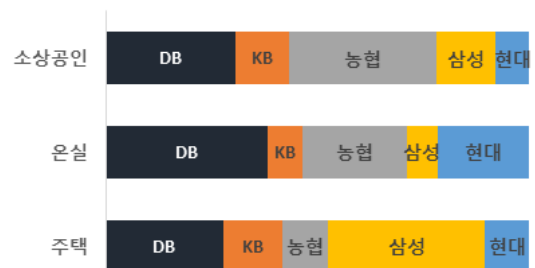 소상공인 DB KB 농협 삼성 현대
온실 DB KB 농협 삼성 현대
주택 DB KB 농협 삼성 현대